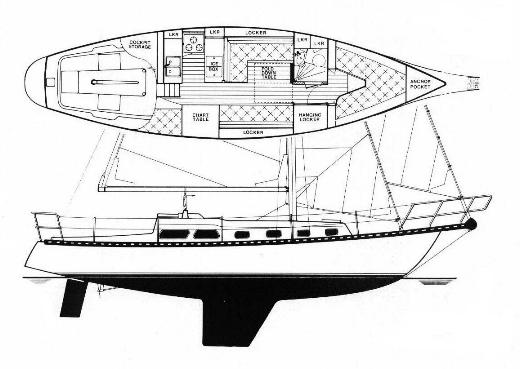 COCKPIT
STORAGE
LKR
LKR
LOCKER
LKR
LKR
ICE
BOX
FOLD
DOWN
TABLE
ANCHOR
POCKET
CHART
TABLE
LOCKER
HANGING
LOCKER